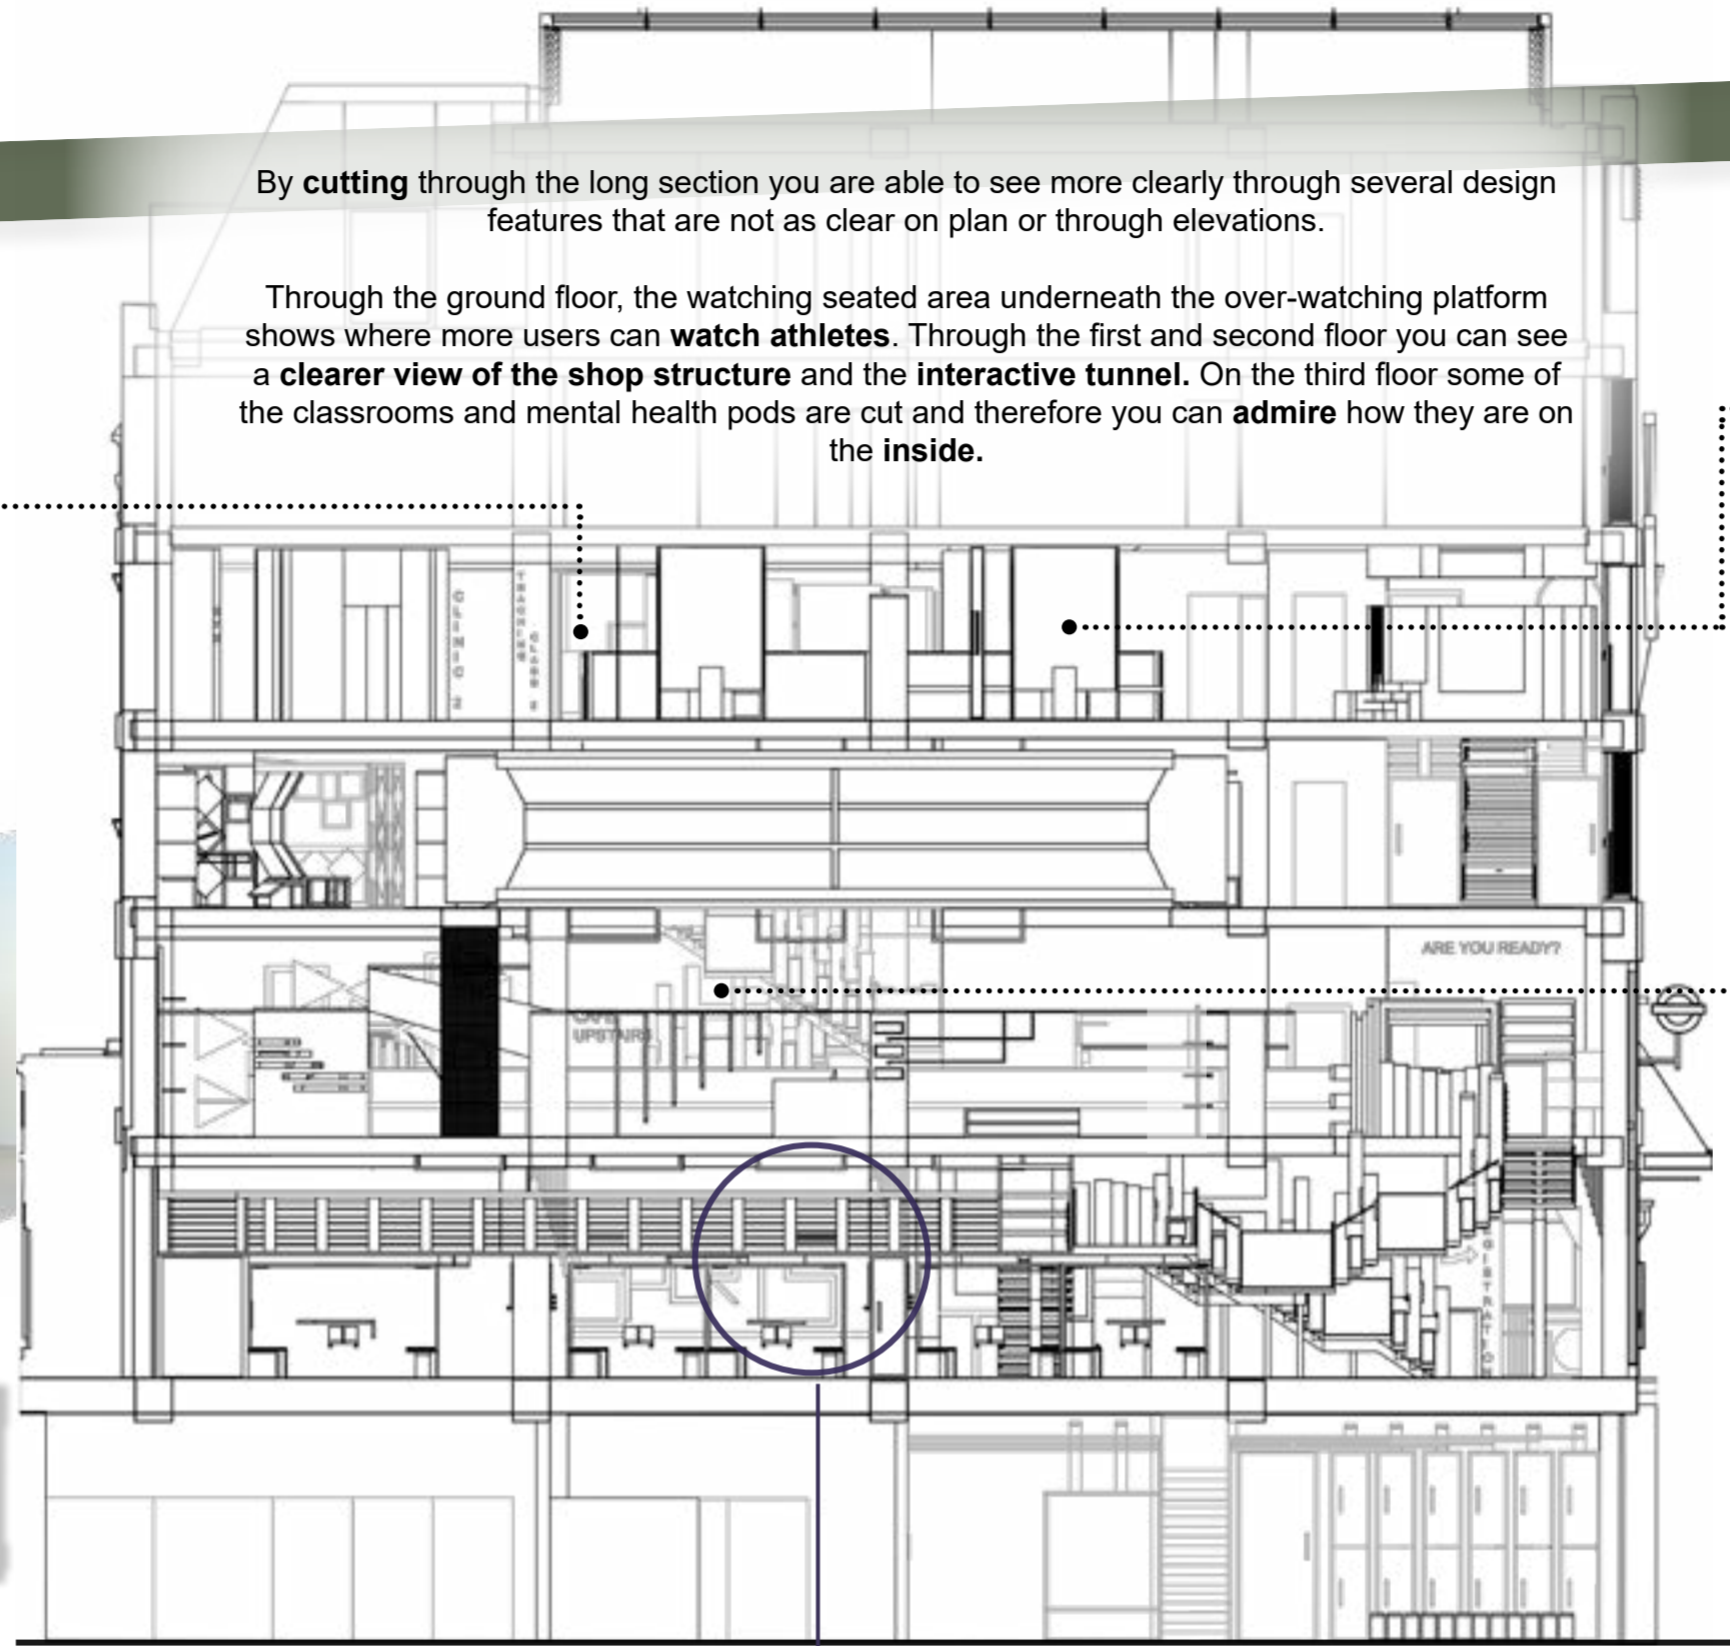 By cutting through the long section you are able to see more clearly through several design
features that are not as clear on plan or through elevations.
Through the ground floor, the watching seated area underneath the over-watching platform
shows where more users can watch athletes. Through the first and second floor you can see
a clearer view of the shop structure and the interactive tunnel. On the third floor some of
the classrooms and mental health pods are cut and therefore you can admire how they are on
the inside.
CLINIC 2
CLASS
ARE YOU READY?
UPSTAIRS